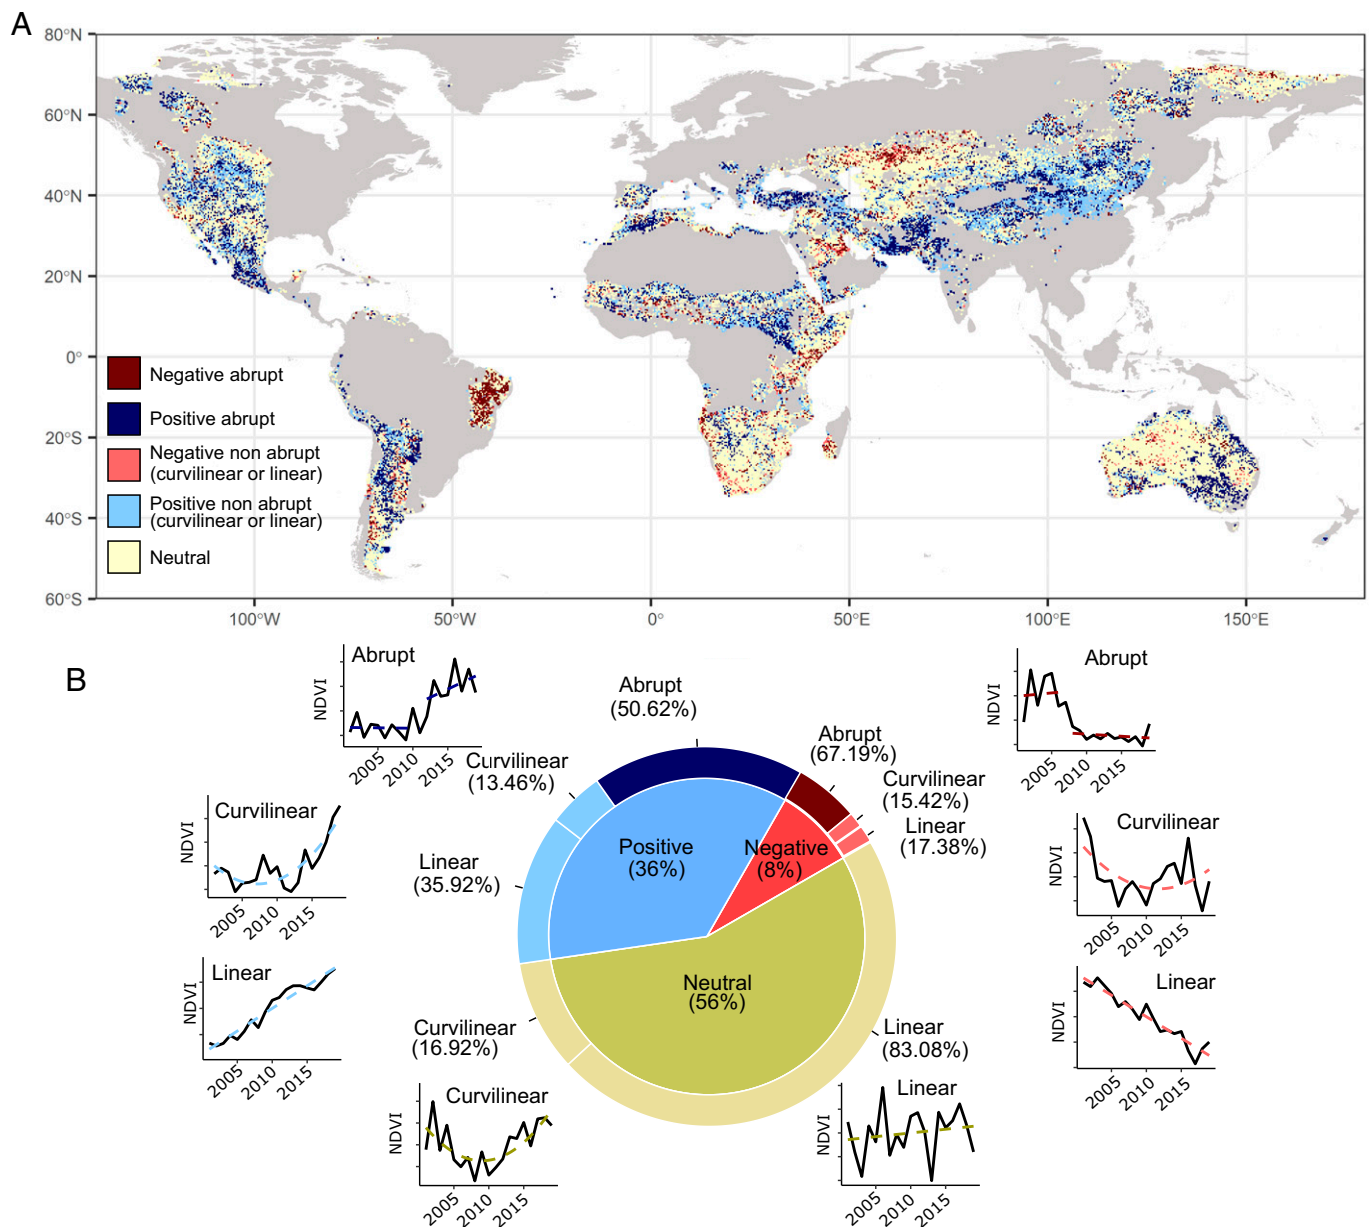 A
80°N
60°N
40°N
20°N
0°
20°S
40°S
60°S
Negative abrupt
Positive abrupt
Negative non abrupt
(curvilinear or linear)
Positive non abrupt
(curvilinear or linear)
Neutral
100°W
50°W
0°
50°E
100°E
150°E
B
Abrupt
NDVI
2005
2010
2015
Abrupt
(50.62%)
Abrupt
NDVI
2005
2010
2015
Abrupt
(67.19%)
Curvilinear
(13.46%)
Curvilinear
(15.42%)
Linear
(17.38%)
Curvilinear
NDVI
2005
2010
2015
Linear
(35.92%)
Positive
(36%)
Negative
(8%)
Curvilinear
NDVI
2005
2010
2015
Linear
NDVI
2005
2010
2015
Neutral
(56%)
Linear
NDVI
2005
2010
2015
Curvilinear
(16.92%)
Linear
(83.08%)
Curvilinear
NDVI
2005
2010
2015
Linear
NDVI
2005
2010
2015